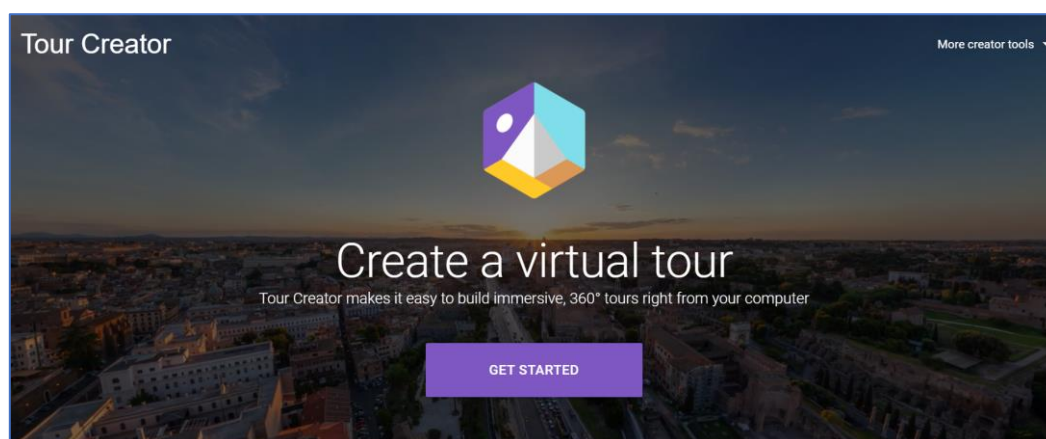 Tour Creator
More creator tools
Create a virtual tour
Tour Creator makes it easy to build immersive, 360° tours right from your computer
GET STARTED